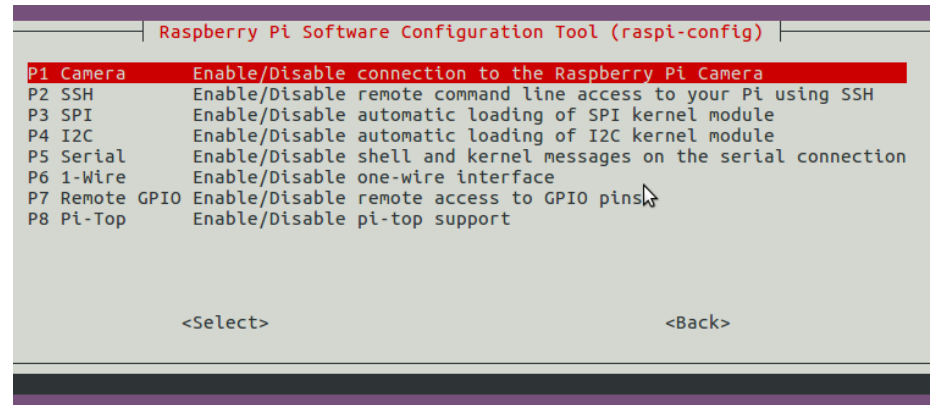 Raspberry Pi Software Configuration Tool (raspi-config)
P1 Camera Enable/Disable connection to the Raspberry Pi Camera
P2 SSH Enable/Disable remote command line access to your Pi using SSH
P3 SPI Enable/Disable automatic loading of SPI kernel module
P4 I2C Enable/Disable automatic loading of I2C kernel module
P5 Serial Enable/Disable shell and kernel messages on the serial connection
P6 1-Wire Enable/Disable one-wire interface
P7 Remote GPIO Enable/Disable remote access to GPIO pins
P8 Pi-Top Enable/Disable pi-top support
<Select> <Back>